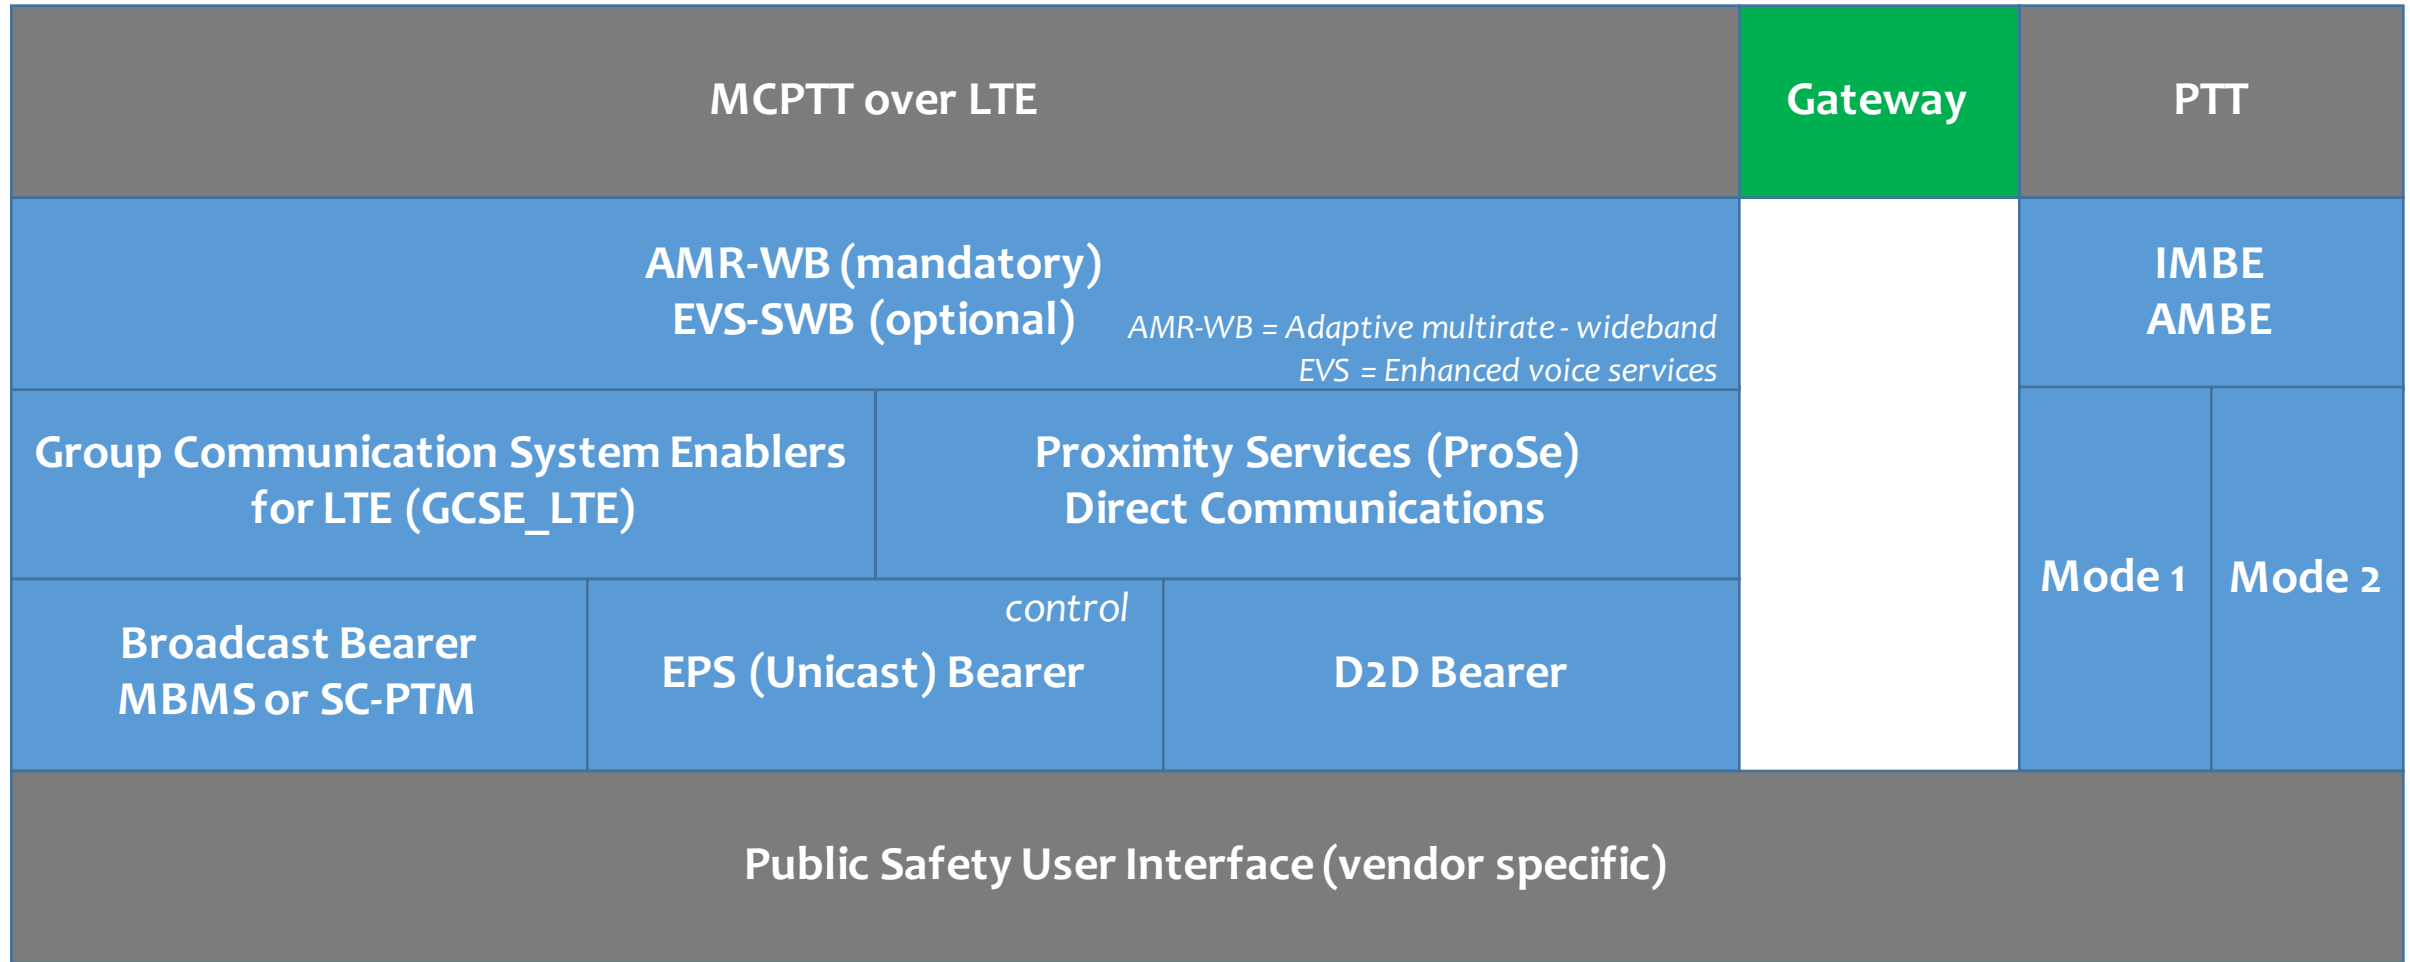 MCPTT over LTE
Gateway
PTT
AMR-WB (mandatory)
EVS-SWB (optional)
AMR-WB = Adaptive multirate - wideband
EVS = Enhanced voice services
IMBE
AMBE
Group Communication System Enablers
for LTE (GCSE_LTE)
Proximity Services (ProSe)
Direct Communications
Mode 1
Mode 2
Broadcast Bearer
MBMS or SC-PTM
control
EPS (Unicast) Bearer
D2D Bearer
Public Safety User Interface (vendor specific)